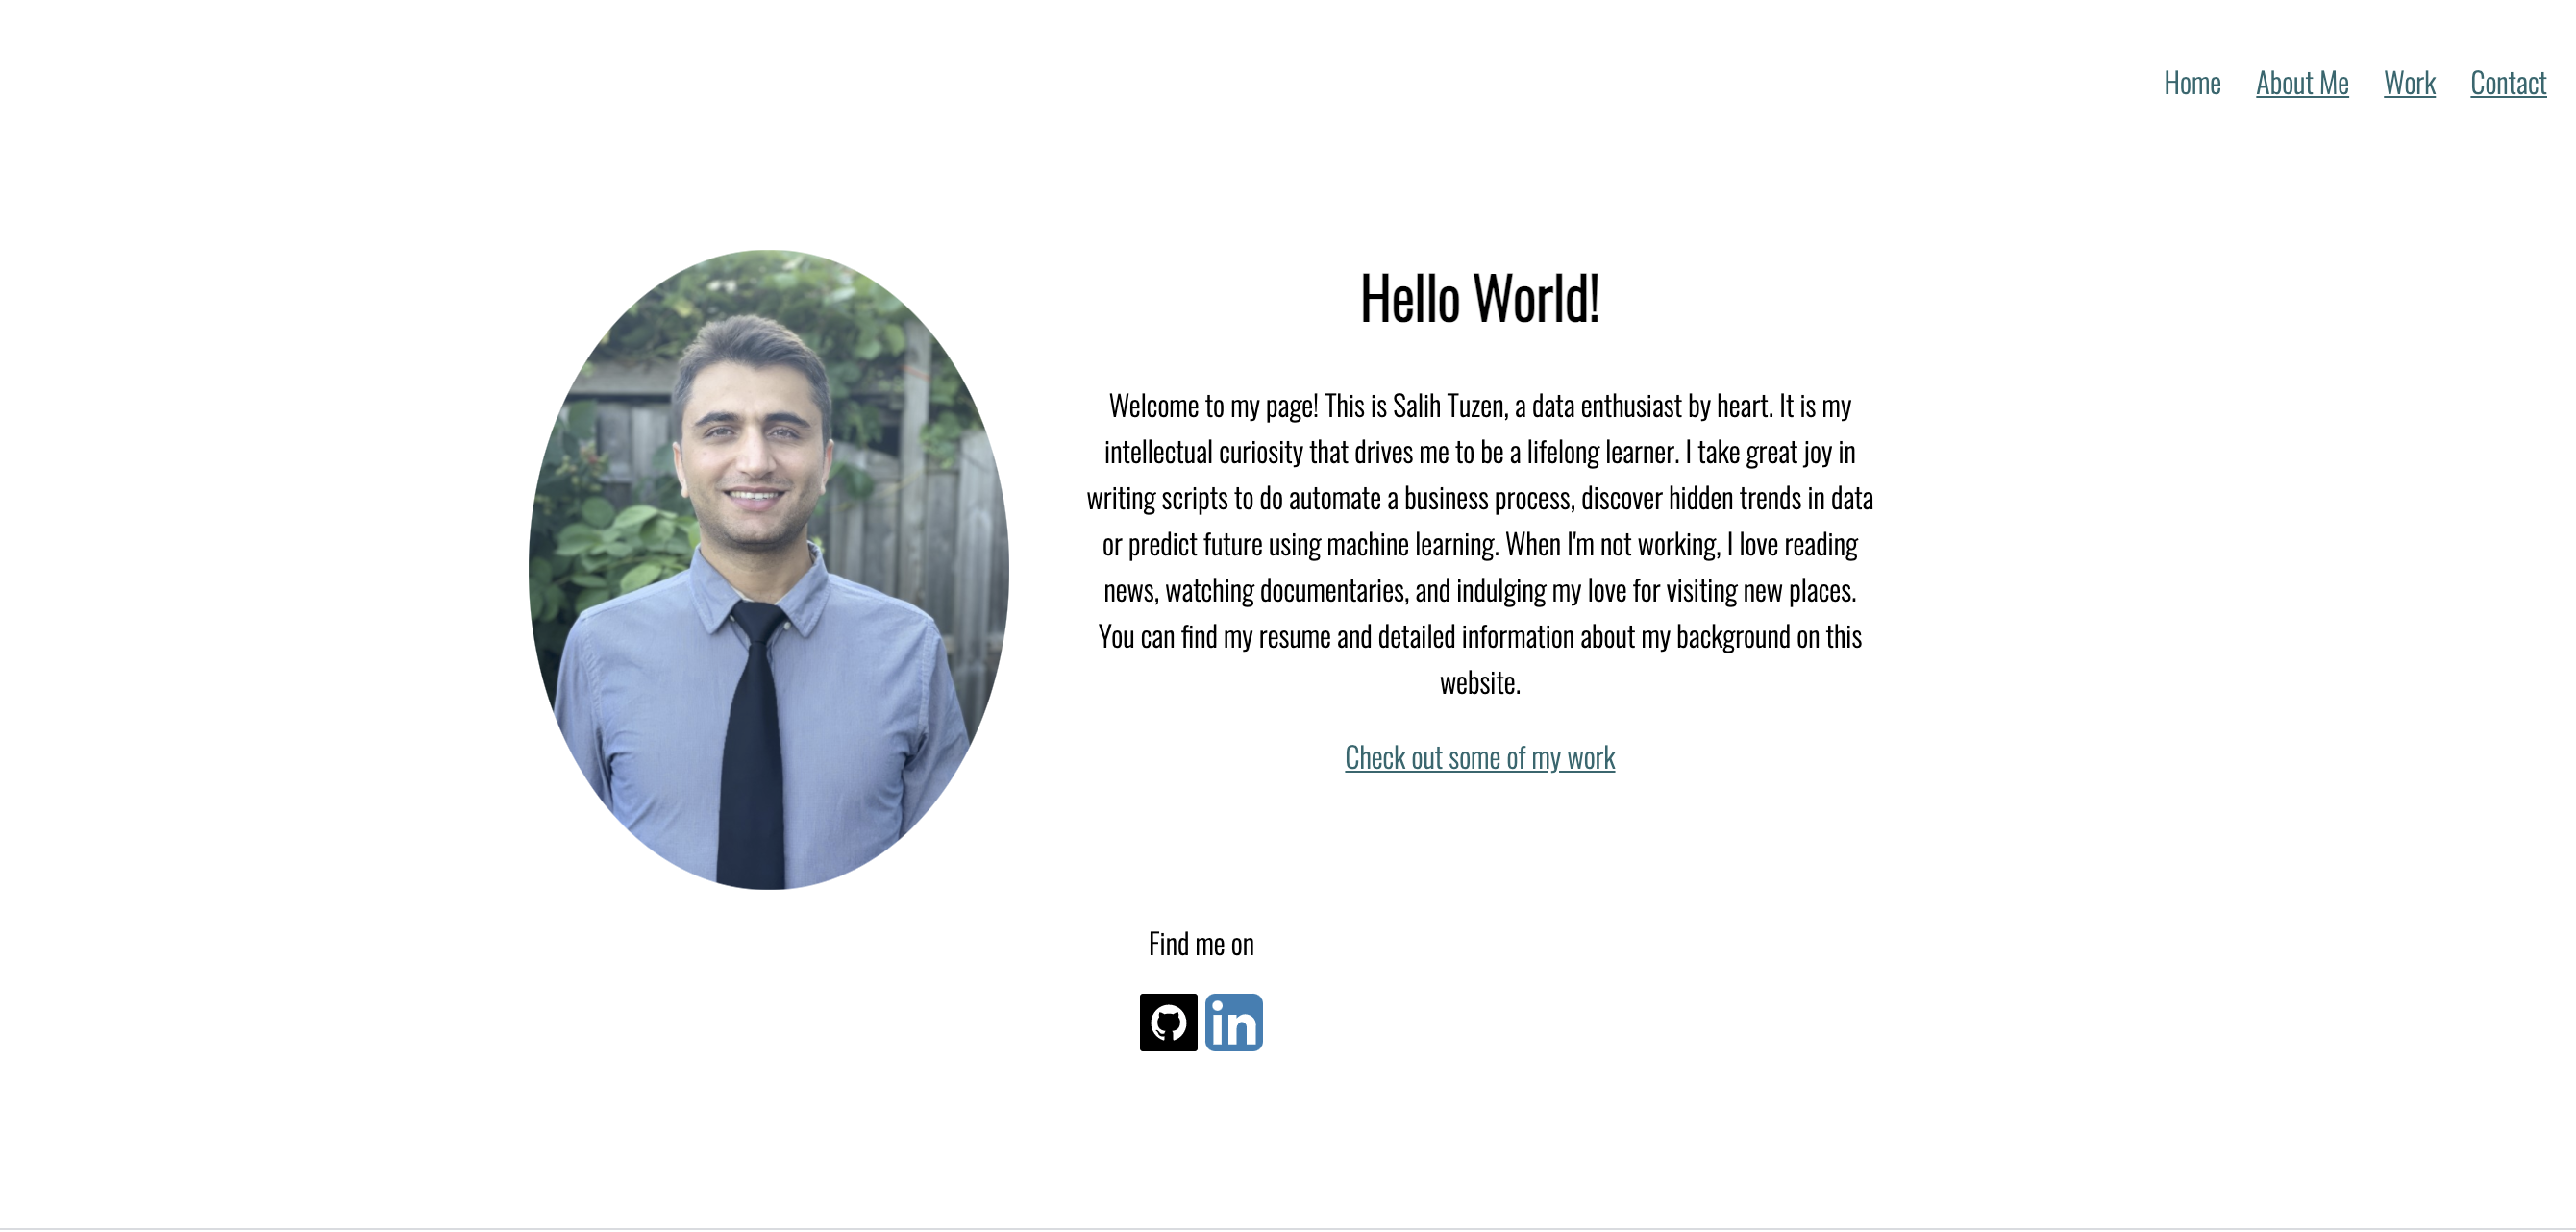 Home About Me Work Contact
Hello World!
Welcome to my page! This is Salih Tuzen, a data enthusiast by heart. It is my
intellectual curiosity that drives me to be a lifelong learner. I take great joy in
writing scripts to do automate a business process, discover hidden trends in data
or predict future using machine learning. When I'm not working, I love reading
news, watching documentaries, and indulging my love for visiting new places.
You can find my resume and detailed information about my background on this
website.
Check out some of my work
Find me on
in